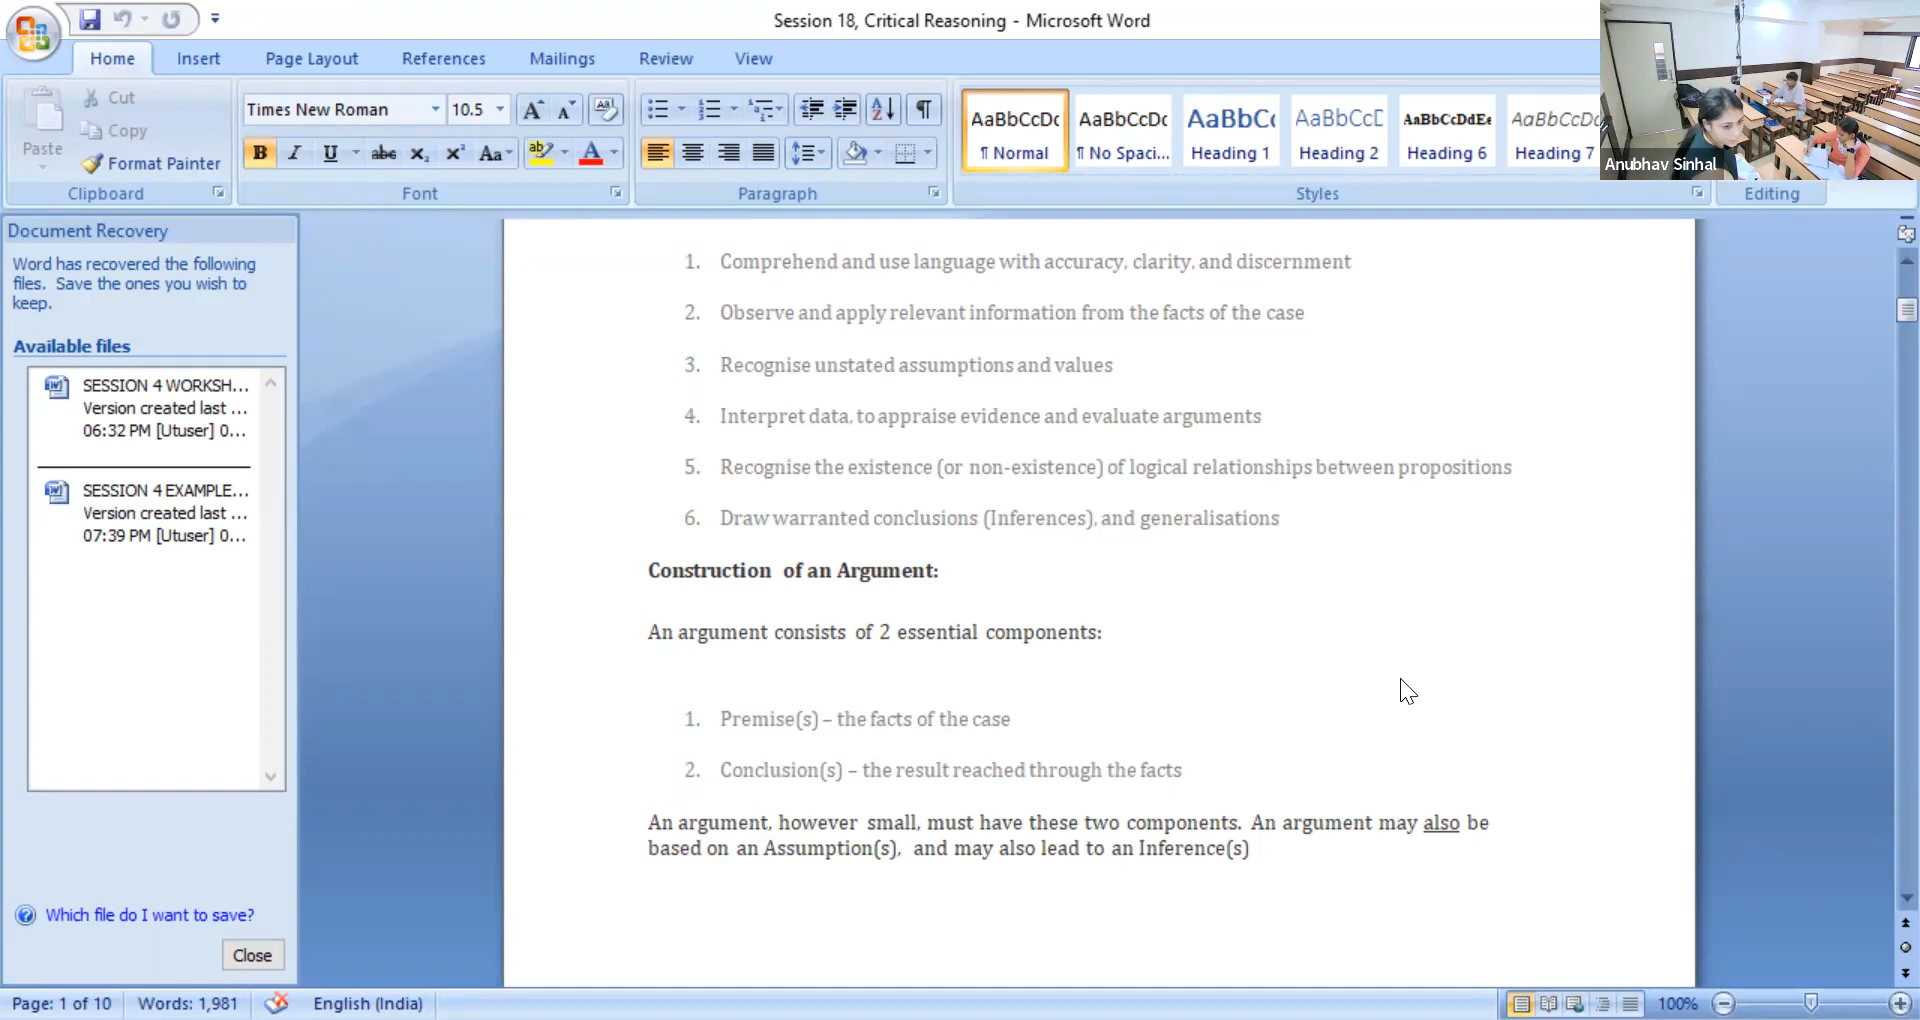 Session 18, Critical Reasoning - Microsoft Word
Home Insert Page Layout References Mailings Review View
Paste
Cut
Copy
Format Painter
Clipboard
Times New Roman 10.5
Font
Paragraph
AaBbCcDc AaBbCcDc AaBbCc AaBbCcD AaBbCcDdEe AaBbCcDc
¶ Normal ¶ No Spaci... Heading 1 Heading 2 Heading 6 Heading 7
Styles
Editing
Anubhav Sinhal
Document Recovery
Word has recovered the following
files. Save the ones you wish to
keep.
Available files
SESSION 4 WORKSH...
Version created last ...
06:32 PM [Utuser] 0...
SESSION 4 EXAMPLE...
Version created last ...
07:39 PM [Utuser] 0...
Which file do I want to save?
Close
1. Comprehend and use language with accuracy, clarity, and discernment
2. Observe and apply relevant information from the facts of the case
3. Recognise unstated assumptions and values
4. Interpret data, to appraise evidence and evaluate arguments
5. Recognise the existence (or non-existence) of logical relationships between propositions
6. Draw warranted conclusions (Inferences), and generalisations
Construction of an Argument:
An argument consists of 2 essential components:
1. Premise(s) – the facts of the case
2. Conclusion(s) – the result reached through the facts
An argument, however small, must have these two components. An argument may also be
based on an Assumption(s), and may also lead to an Inference(s)
Page: 1 of 10 Words: 1,981 English (India) 100%